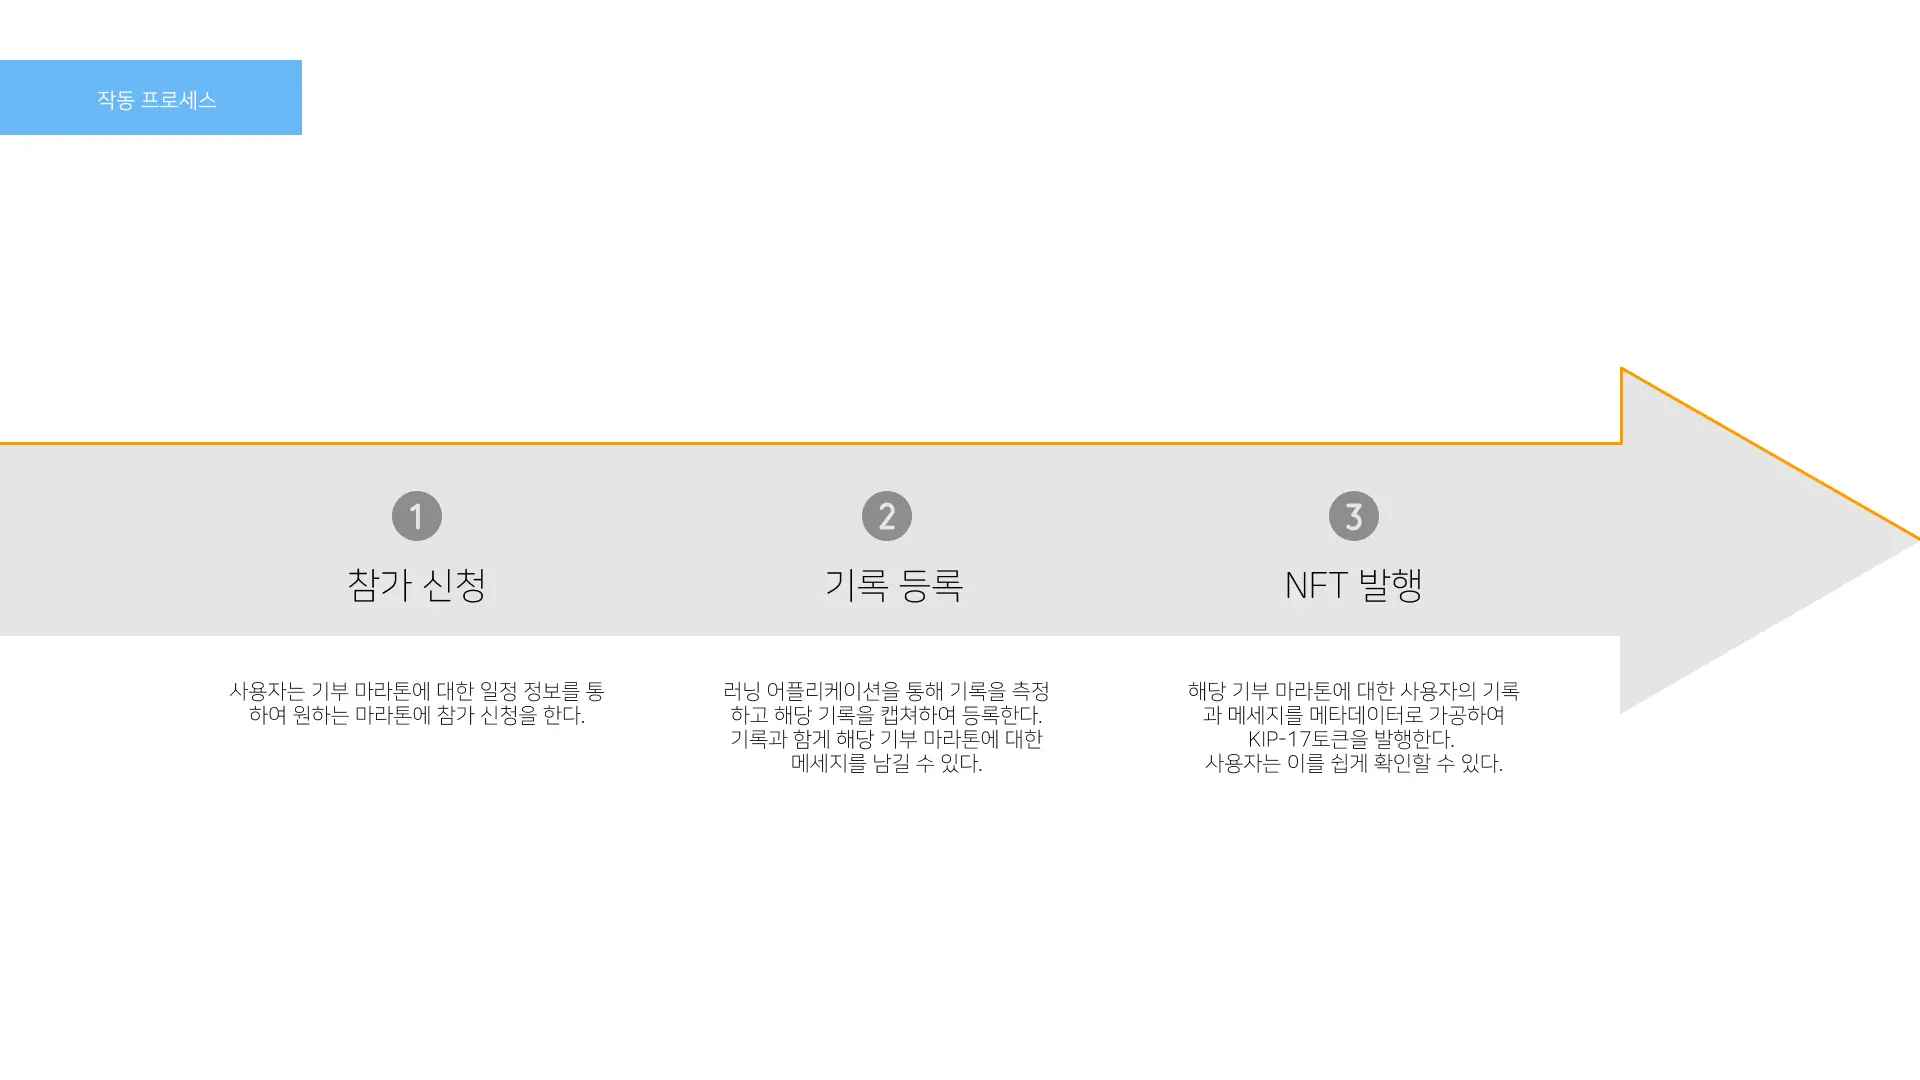 작동 프로세스
1
참가 신청
사용자는 기부 마라톤에 대한 일정 정보를 통
하여 원하는 마라톤에 참가 신청을 한다.
2
기록 등록
러닝 어플리케이션을 통해 기록을 측정
하고 해당 기록을 캡쳐하여 등록한다.
기록과 함게 해당 기부 마라톤에 대한
메세지를 남길 수 있다.
3
NFT 발행
해당 기부 마라톤에 대한 사용자의 기록
과 메세지를 메타데이터로 가공하여
KIP-17토큰을 발행한다.
사용자는 이를 쉽게 확인할 수 있다.